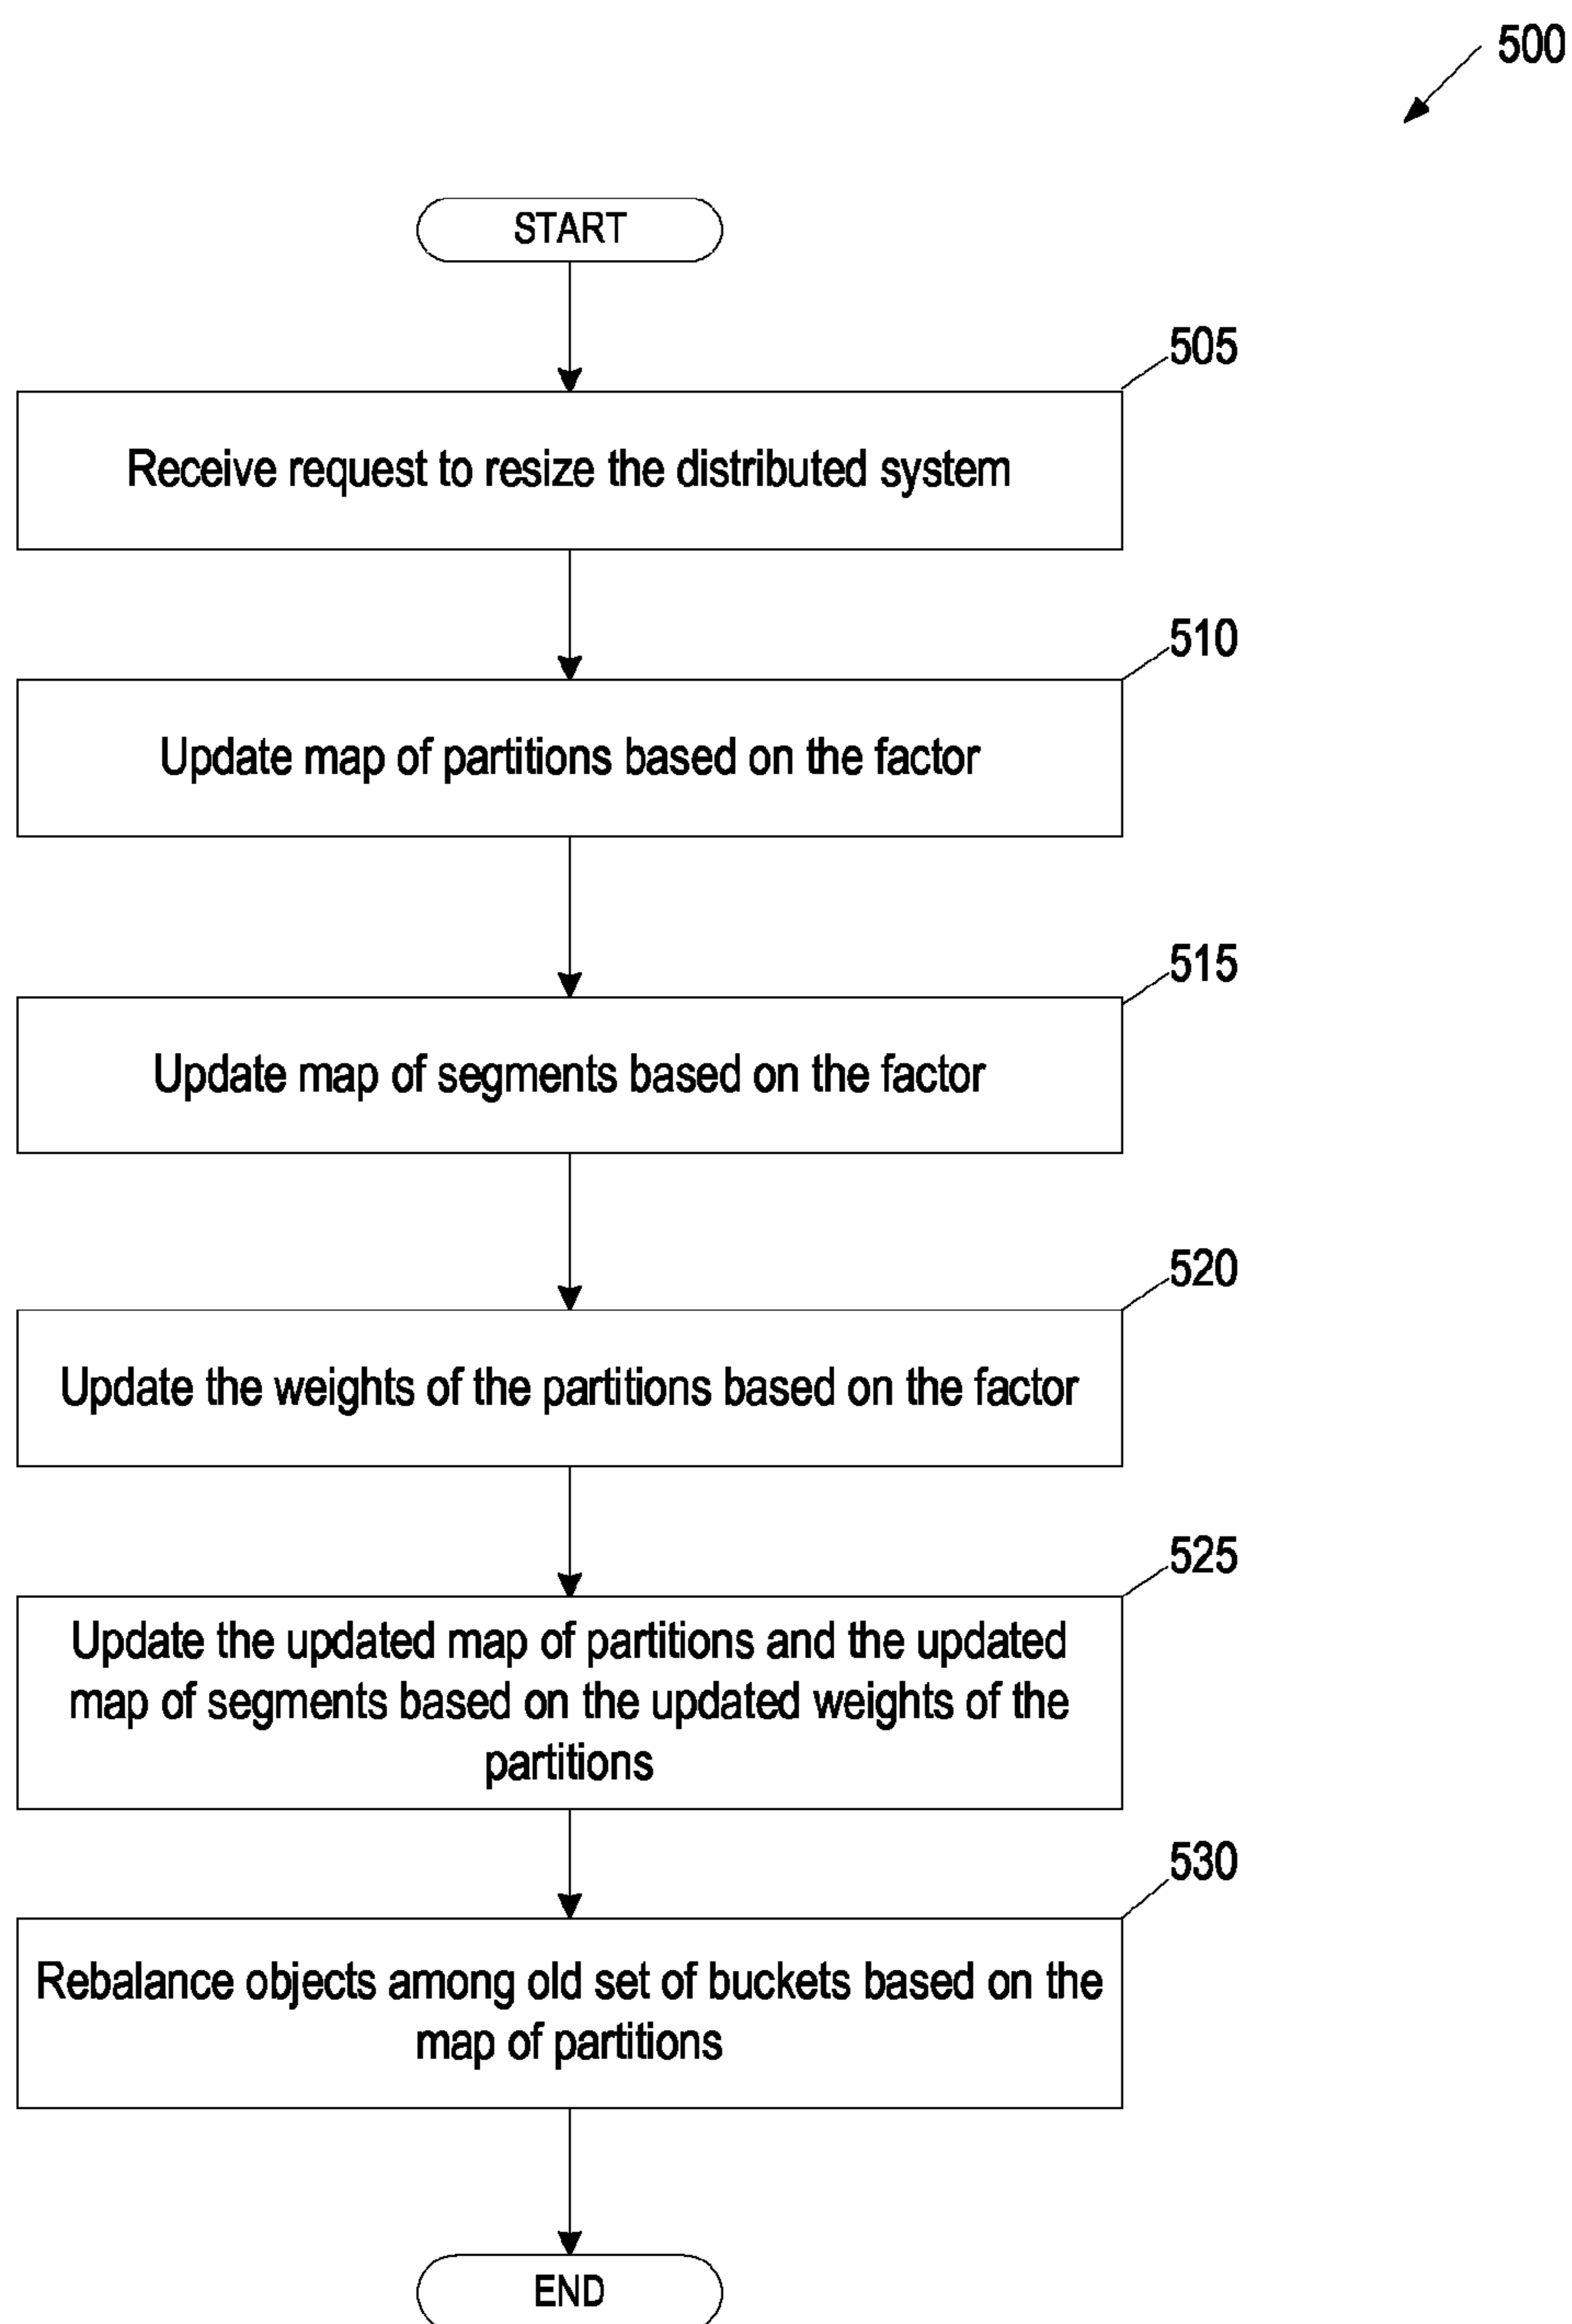 500
START
505
Receive request to resize the distributed system
510
Update map of partitions based on the factor
515
Update map of segments based on the factor
520
Update the weights of the partitions based on the factor
525
Update the updated map of partitions and the updated
map of segments based on the updated weights of the
partitions
530
Rebalance objects among old set of buckets based on the
map of partitions
END